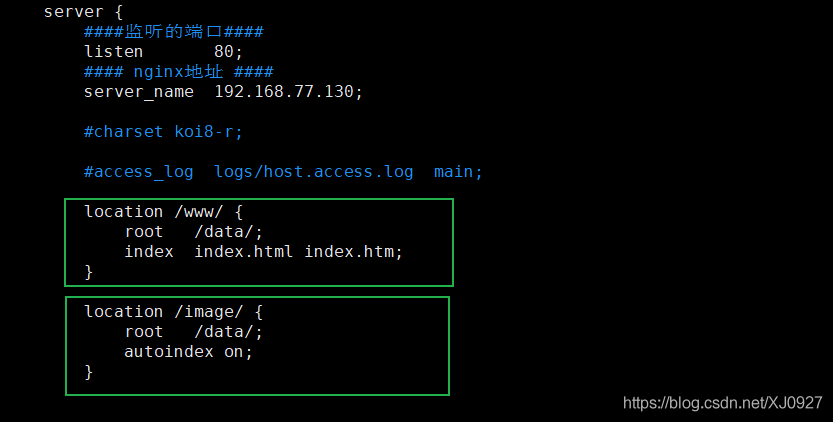 server {
####监听的端口####
listen       80;
#### nginx地址 ####
server_name  192.168.77.130;
#charset koi8-r;
#access_log  logs/host.access.log  main;
location /www/ {
root   /data/;
index  index.html index.htm;
}
location /image/ {
root   /data/;
autoindex on;
}
https://blog.csdn.net/XJ0927